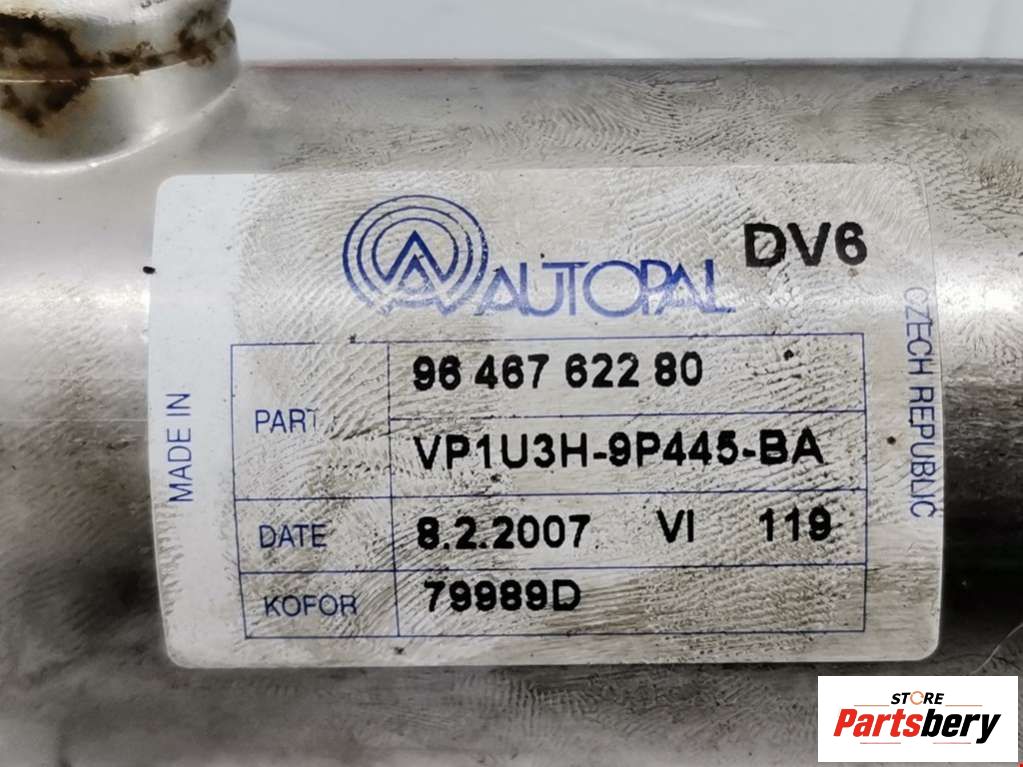 AUTOPAL DV6
MADE IN
PART
96 467 622 80
VP1U3H-9P445-BA
DATE 8.2.2007 VI 119
KOFOR 79989D
CZECH REPUBLIC
STORE
Partsbery